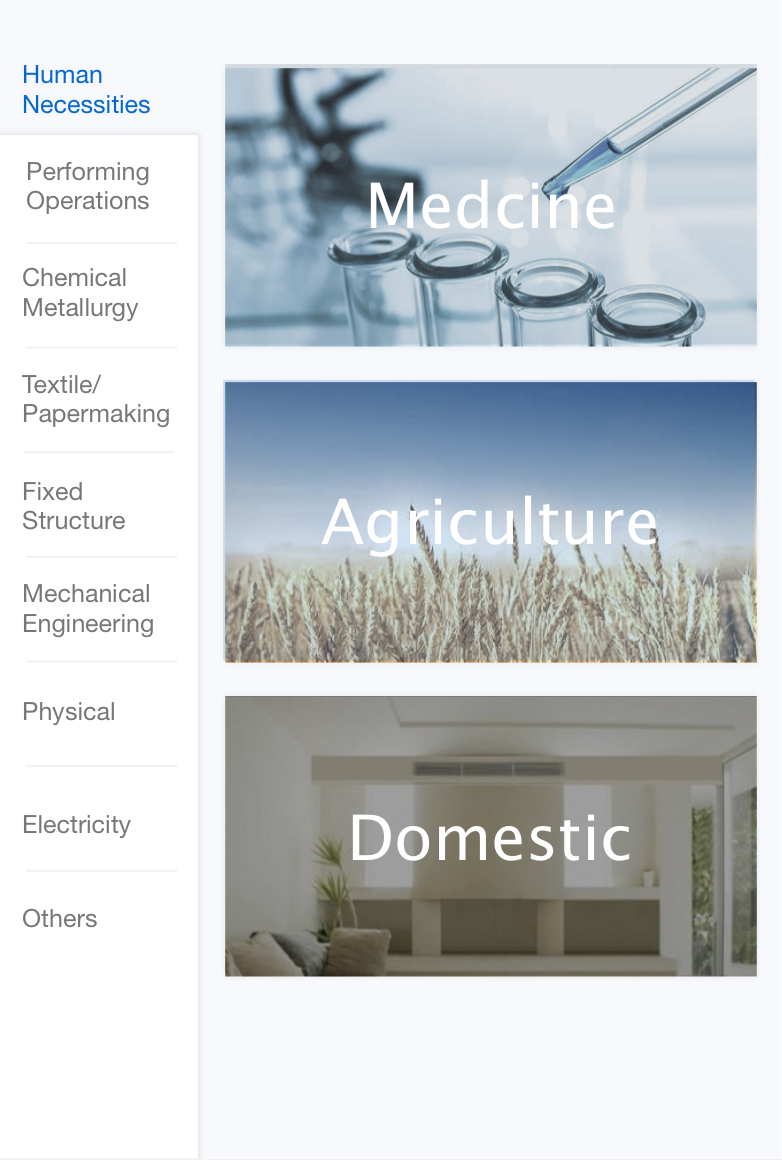 Human
Necessities
Performing
Operations
Chemical
Metallurgy
Textile/
Papermaking
Fixed
Structure
Mechanical
Engineering
Physical
Electricity
Others
Medcine
Agriculture
Domestic